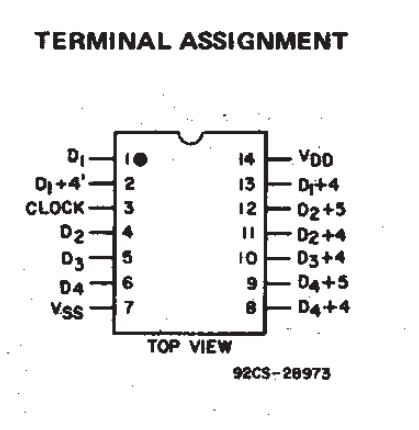 TERMINAL ASSIGNMENT
D1 1 14 VDD
D1+4' 2 13 D1+4
CLOCK 3 12 D2+5
D2 4 11 D2+4
D3 5 10 D3+4
D4 6 9 D4+5
VSS 7 8 D4+4
TOP VIEW
92CS-28973